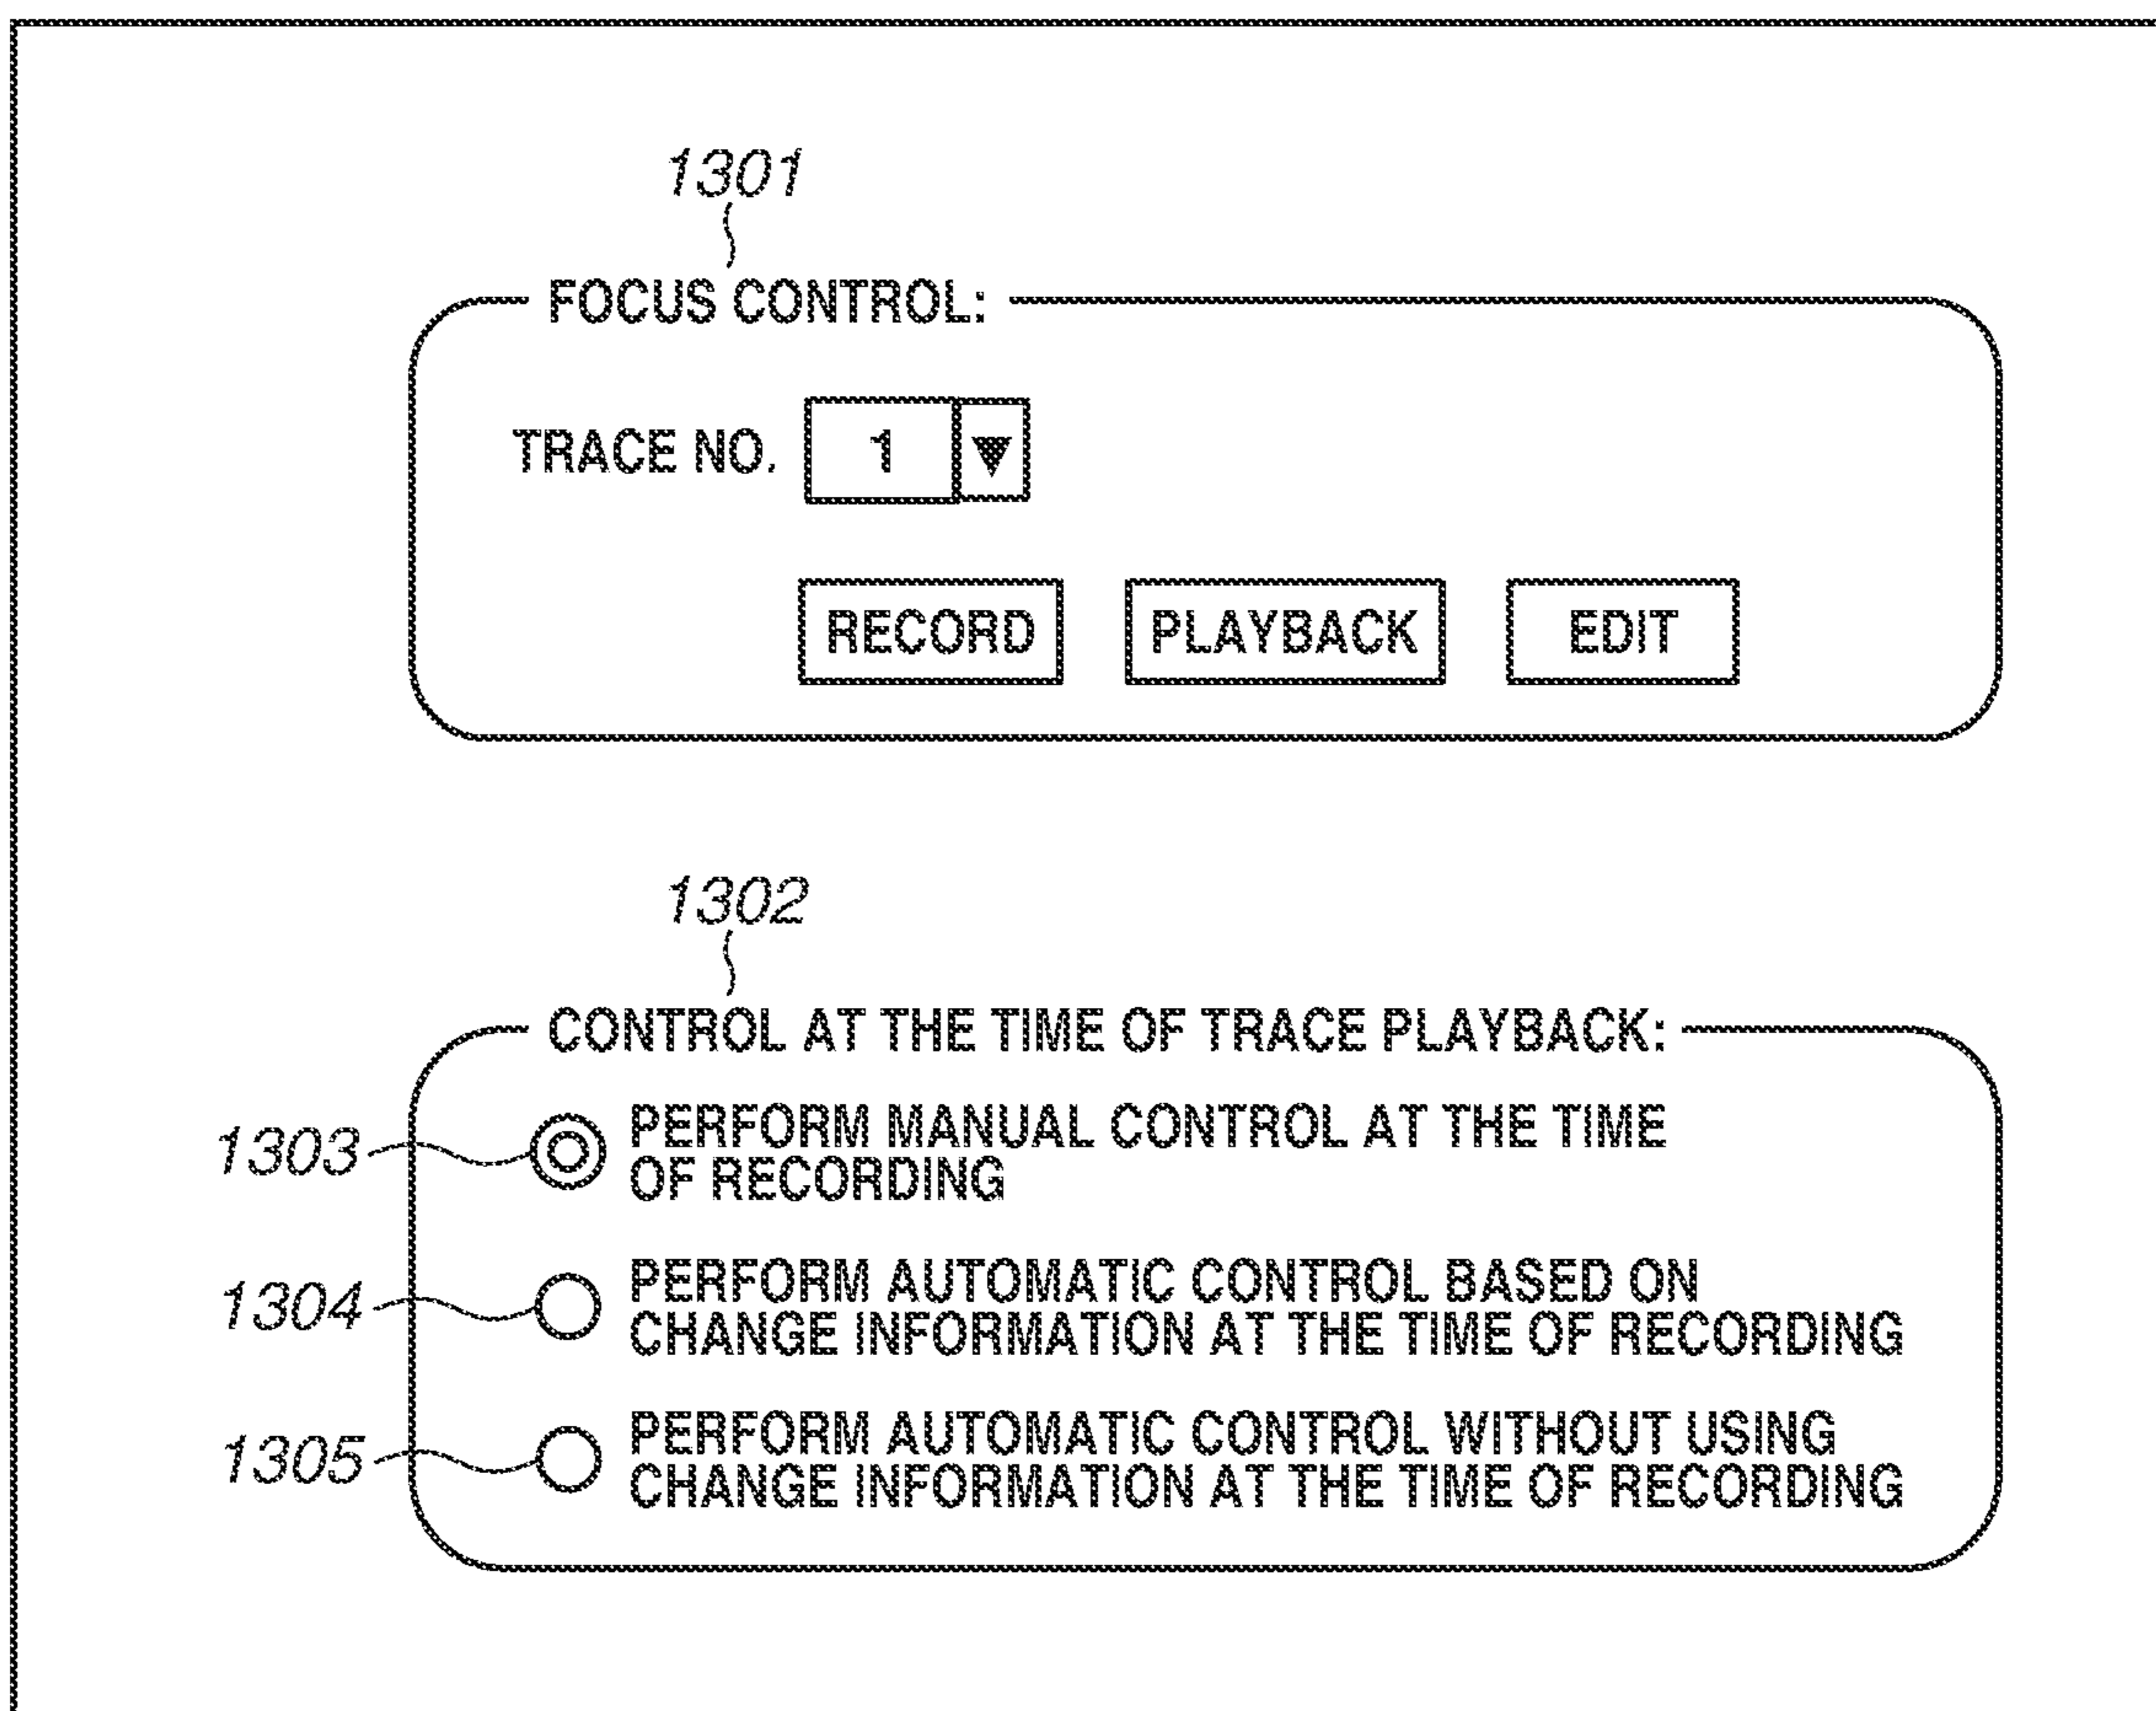 1301
FOCUS CONTROL:
TRACE NO. 1 ▼
RECORD PLAYBACK EDIT
1302
CONTROL AT THE TIME OF TRACE PLAYBACK:
1303 PERFORM MANUAL CONTROL AT THE TIME
OF RECORDING
1304 PERFORM AUTOMATIC CONTROL BASED ON
CHANGE INFORMATION AT THE TIME OF RECORDING
1305 PERFORM AUTOMATIC CONTROL WITHOUT USING
CHANGE INFORMATION AT THE TIME OF RECORDING